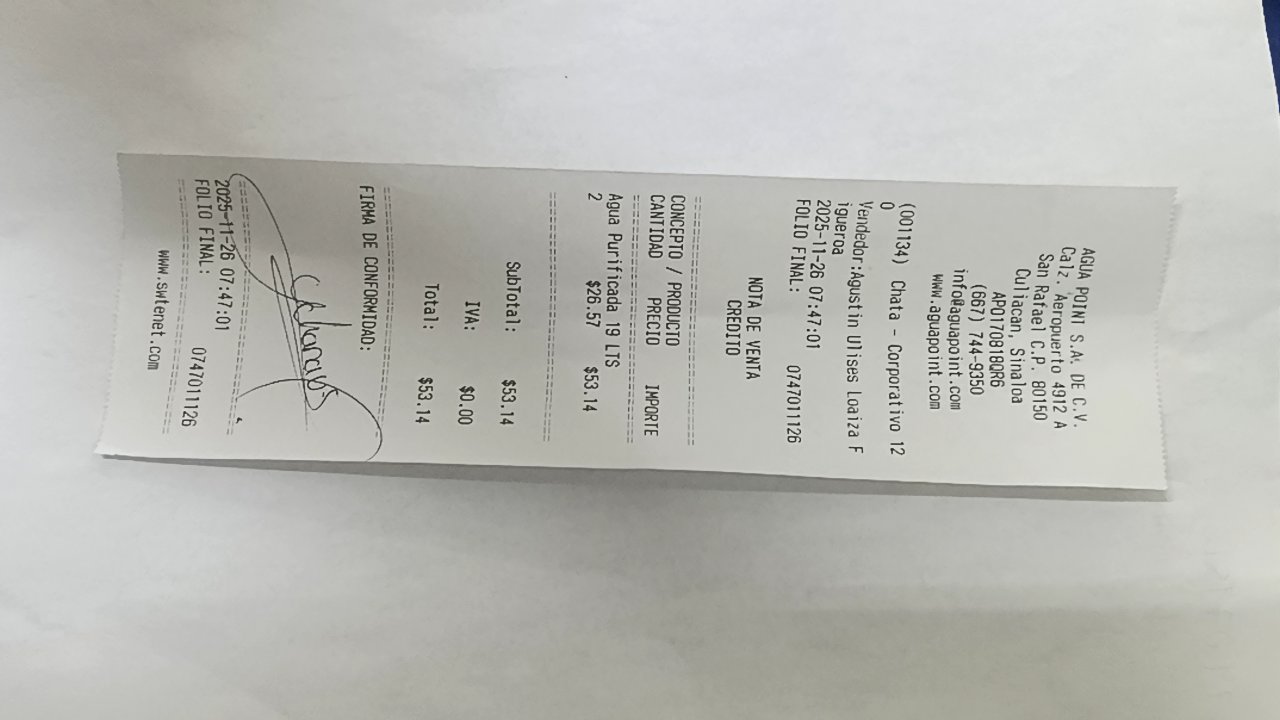 AGUA POINT S.A. DE C.V.
Calz. Aeropuerto 4912 A
San Rafael C.P. 80150
Culiacan, Sinaloa
APO170818QR6
(667) 744-9350
info@aguapoint.com
www.aguapoint.com
(001134) Chata - Corporativo 12
0
Vendedor:Agustin Ulises Loaiza F
igueroa
2025-11-26 07:47:01
FOLIO FINAL: 0747011126
NOTA DE VENTA
CREDITO
--------------------------------
CONCEPTO / PRODUCTO
CANTIDAD PRECIO IMPORTE
--------------------------------
Agua Purificada 19 LTS
2 $26.57 $53.14
--------------------------------
SubTotal: $53.14
IVA: $0.00
Total: $53.14
--------------------------------
FIRMA DE CONFORMIDAD:
--------------------------------
2025-11-26 07:47:01
FOLIO FINAL: 0747011126
--------------------------------
www.swtenet.com